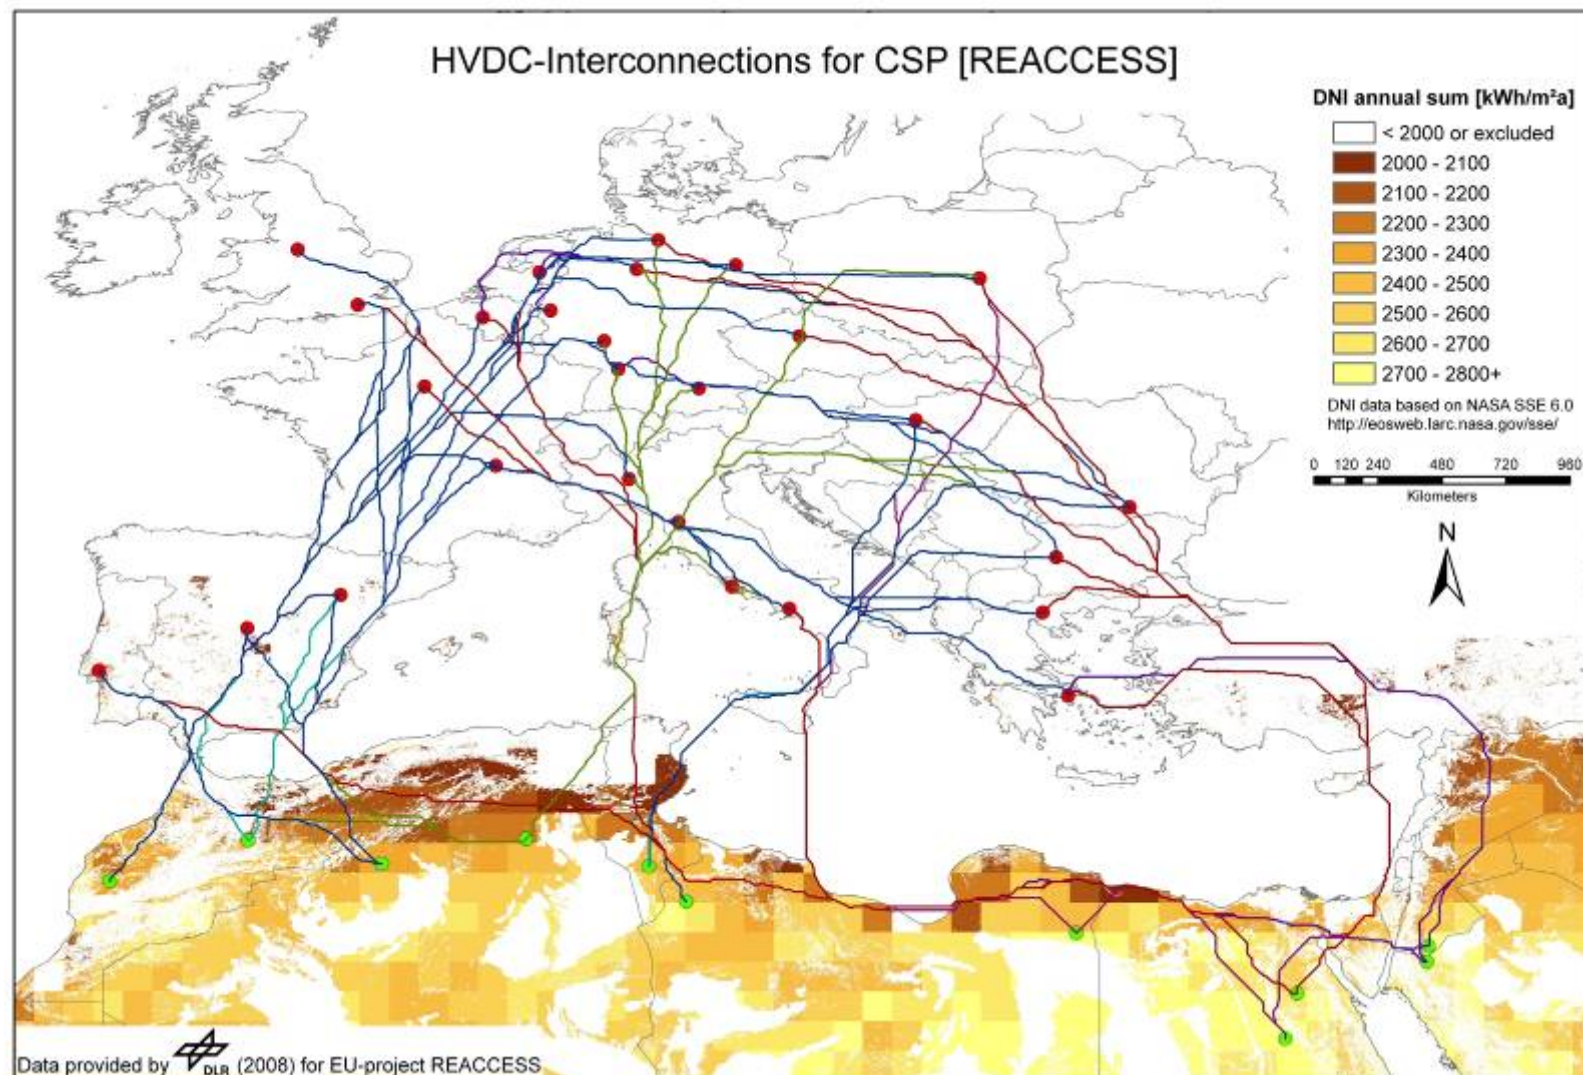 HVDC-Interconnections for CSP [REACCESS]
DNI annual sum [kWh/m²a]
< 2000 or excluded
2000 - 2100
2100 - 2200
2200 - 2300
2300 - 2400
2400 - 2500
2500 - 2600
2600 - 2700
2700 - 2800+
DNI data based on NASA SSE 6.0
http://eosweb.larc.nasa.gov/sse/
0 120 240 480 720 960
Kilometers
N
Data provided by DLR (2008) for EU-project REACCESS